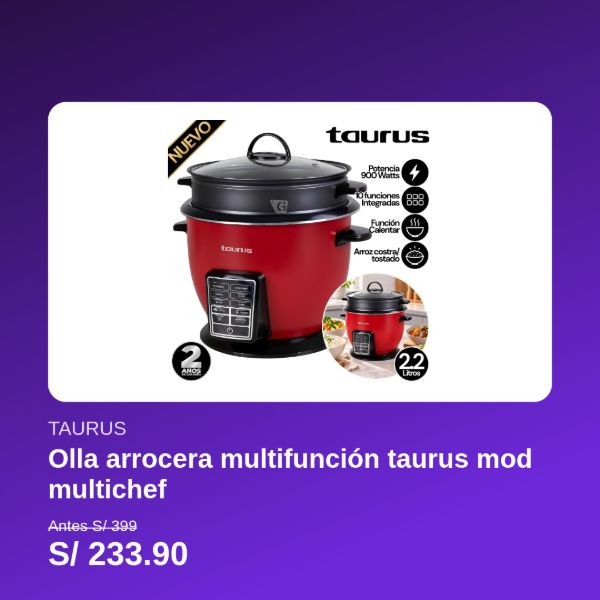 NUEVO
taurus
Potencia
900 Watts
10 funciones
Integradas
Función
Calentar
Arroz costra/
tostado
taurus
2
AÑOS
2.2
Litros
TAURUS
Olla arrocera multifunción taurus mod
multichef
Antes S/ 399
S/ 233.90